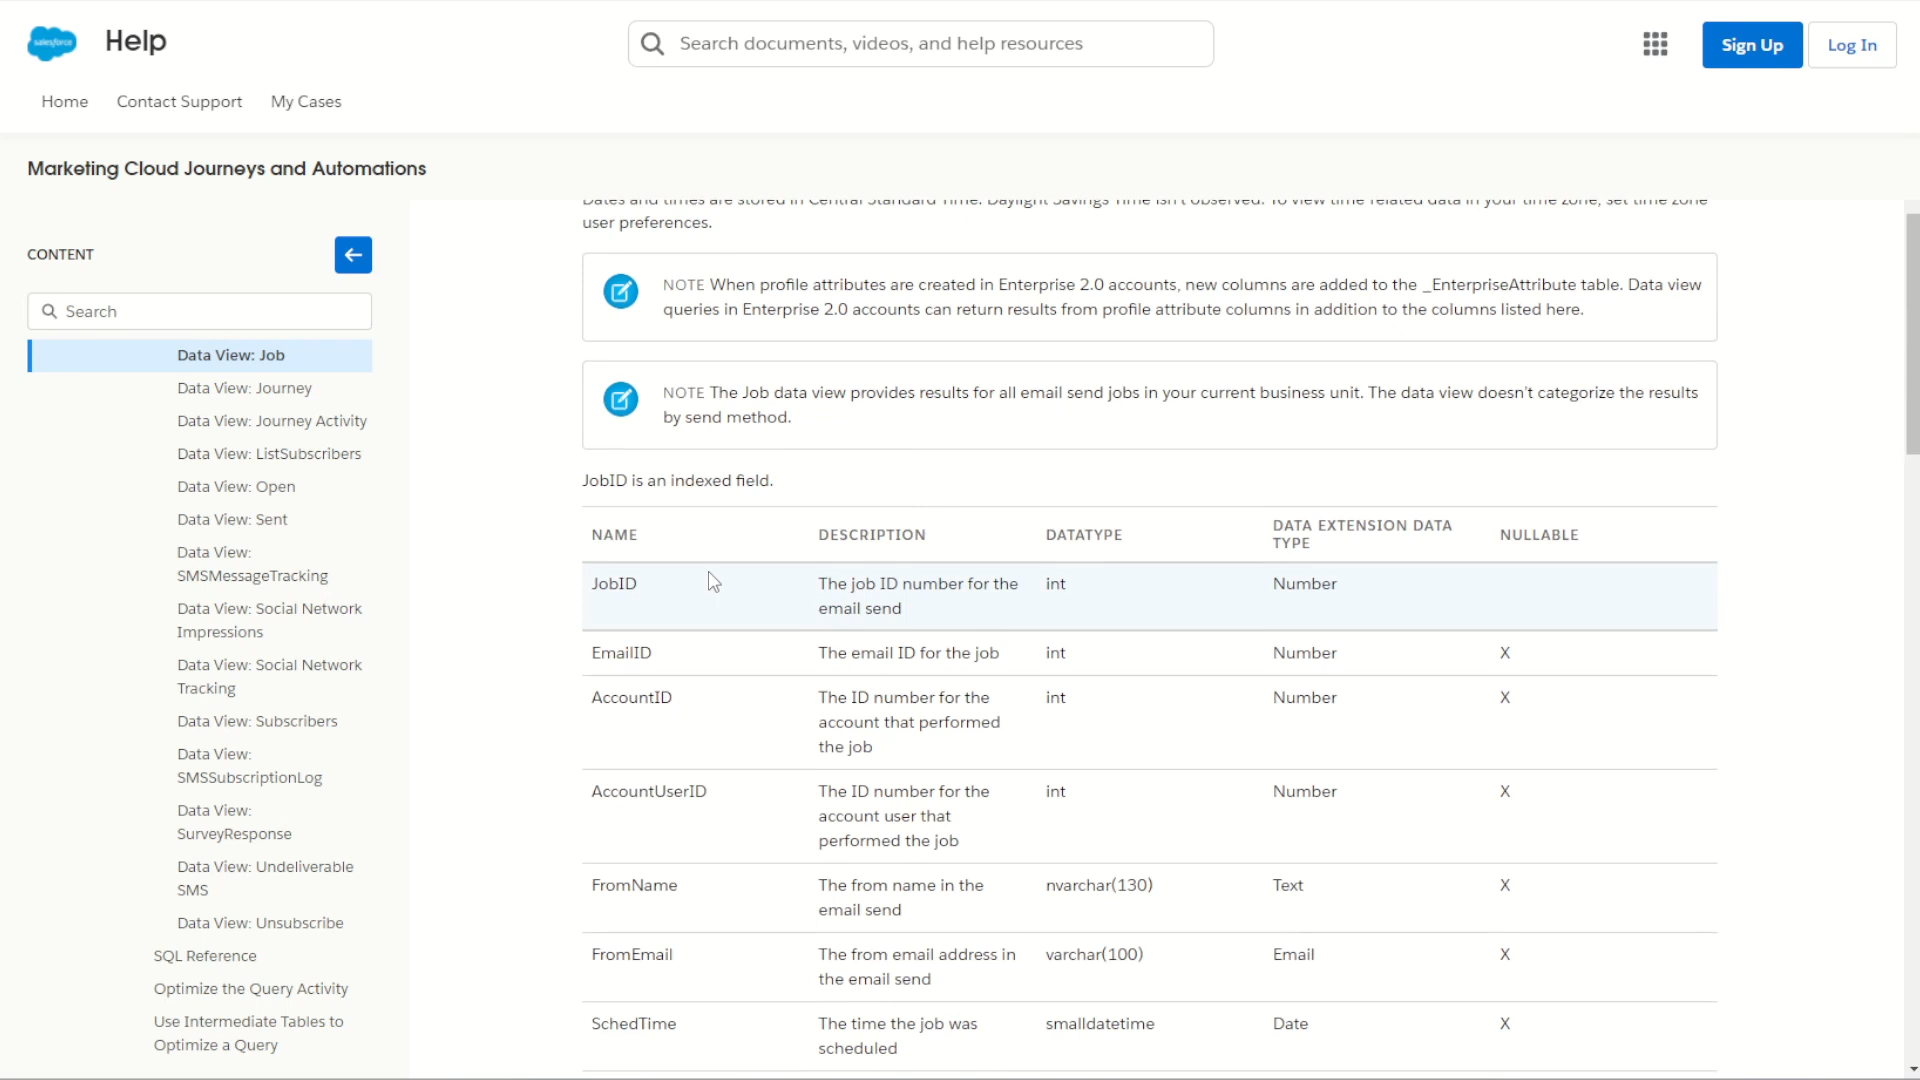 salesforce
Help
Search documents, videos, and help resources
Sign Up
Log In
Home
Contact Support
My Cases
Marketing Cloud Journeys and Automations
CONTENT
Search
Data View: Job
Data View: Journey
Data View: Journey Activity
Data View: ListSubscribers
Data View: Open
Data View: Sent
Data View:
SMSMessageTracking
Data View: Social Network
Impressions
Data View: Social Network
Tracking
Data View: Subscribers
Data View:
SMSSubscriptionLog
Data View:
SurveyResponse
Data View: Undeliverable
SMS
Data View: Unsubscribe
SQL Reference
Optimize the Query Activity
Use Intermediate Tables to
Optimize a Query
Dates and times are stored in Central Standard Time. Daylight Savings Time isn't observed. To view time related data in your time zone, set time zone
user preferences.
NOTE When profile attributes are created in Enterprise 2.0 accounts, new columns are added to the _EnterpriseAttribute table. Data view
queries in Enterprise 2.0 accounts can return results from profile attribute columns in addition to the columns listed here.
NOTE The Job data view provides results for all email send jobs in your current business unit. The data view doesn't categorize the results
by send method.
JobID is an indexed field.
NAME DESCRIPTION DATATYPE DATA EXTENSION DATA TYPE NULLABLE
JobID The job ID number for the email send int Number
EmailID The email ID for the job int Number X
AccountID The ID number for the account that performed the job int Number X
AccountUserID The ID number for the account user that performed the job int Number X
FromName The from name in the email send nvarchar(130) Text X
FromEmail The from email address in the email send varchar(100) Email X
SchedTime The time the job was scheduled smalldatetime Date X